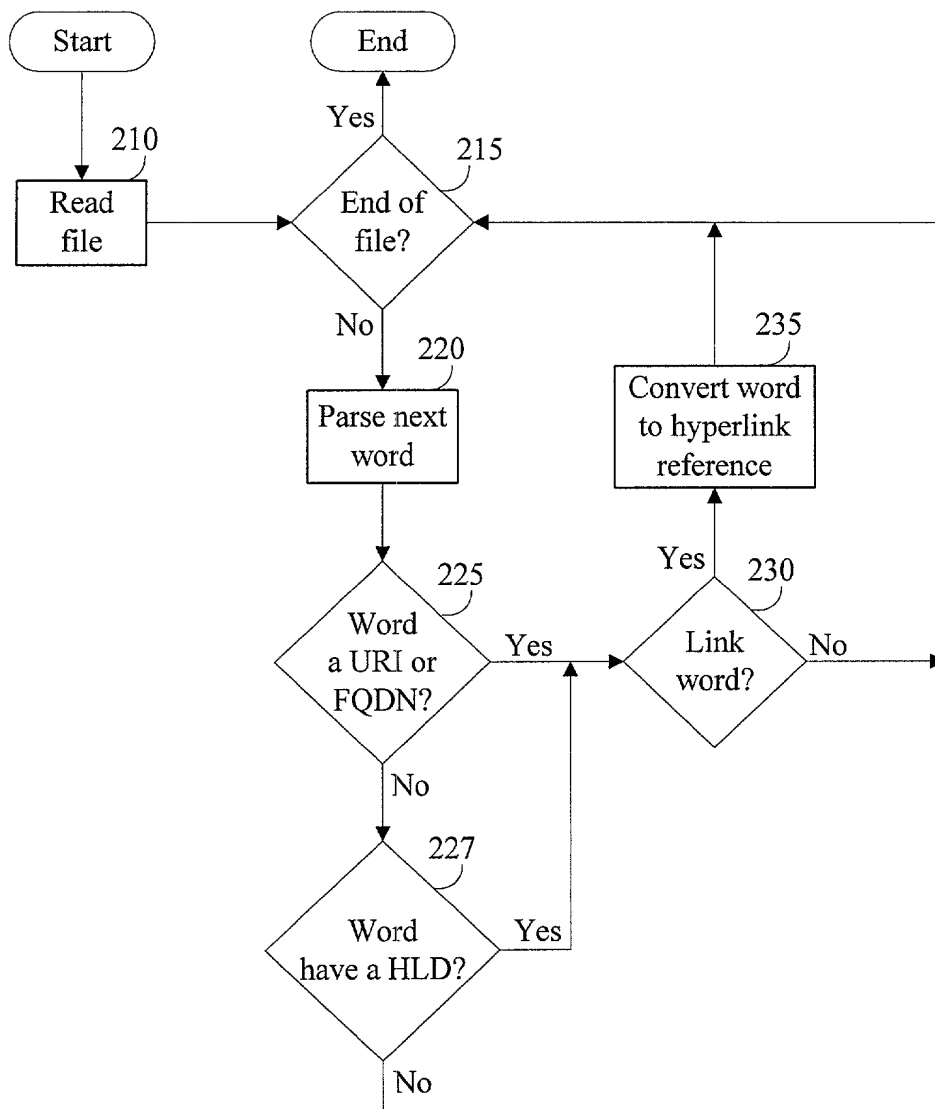 Start
End
Yes
210
215
Read
file
End of
file?
No
220
235
Parse next
word
Convert word
to hyperlink
reference
Yes
225
230
Word
a URI or
FQDN?
Yes
Link
word?
No
No
227
Word
have a HLD?
Yes
No